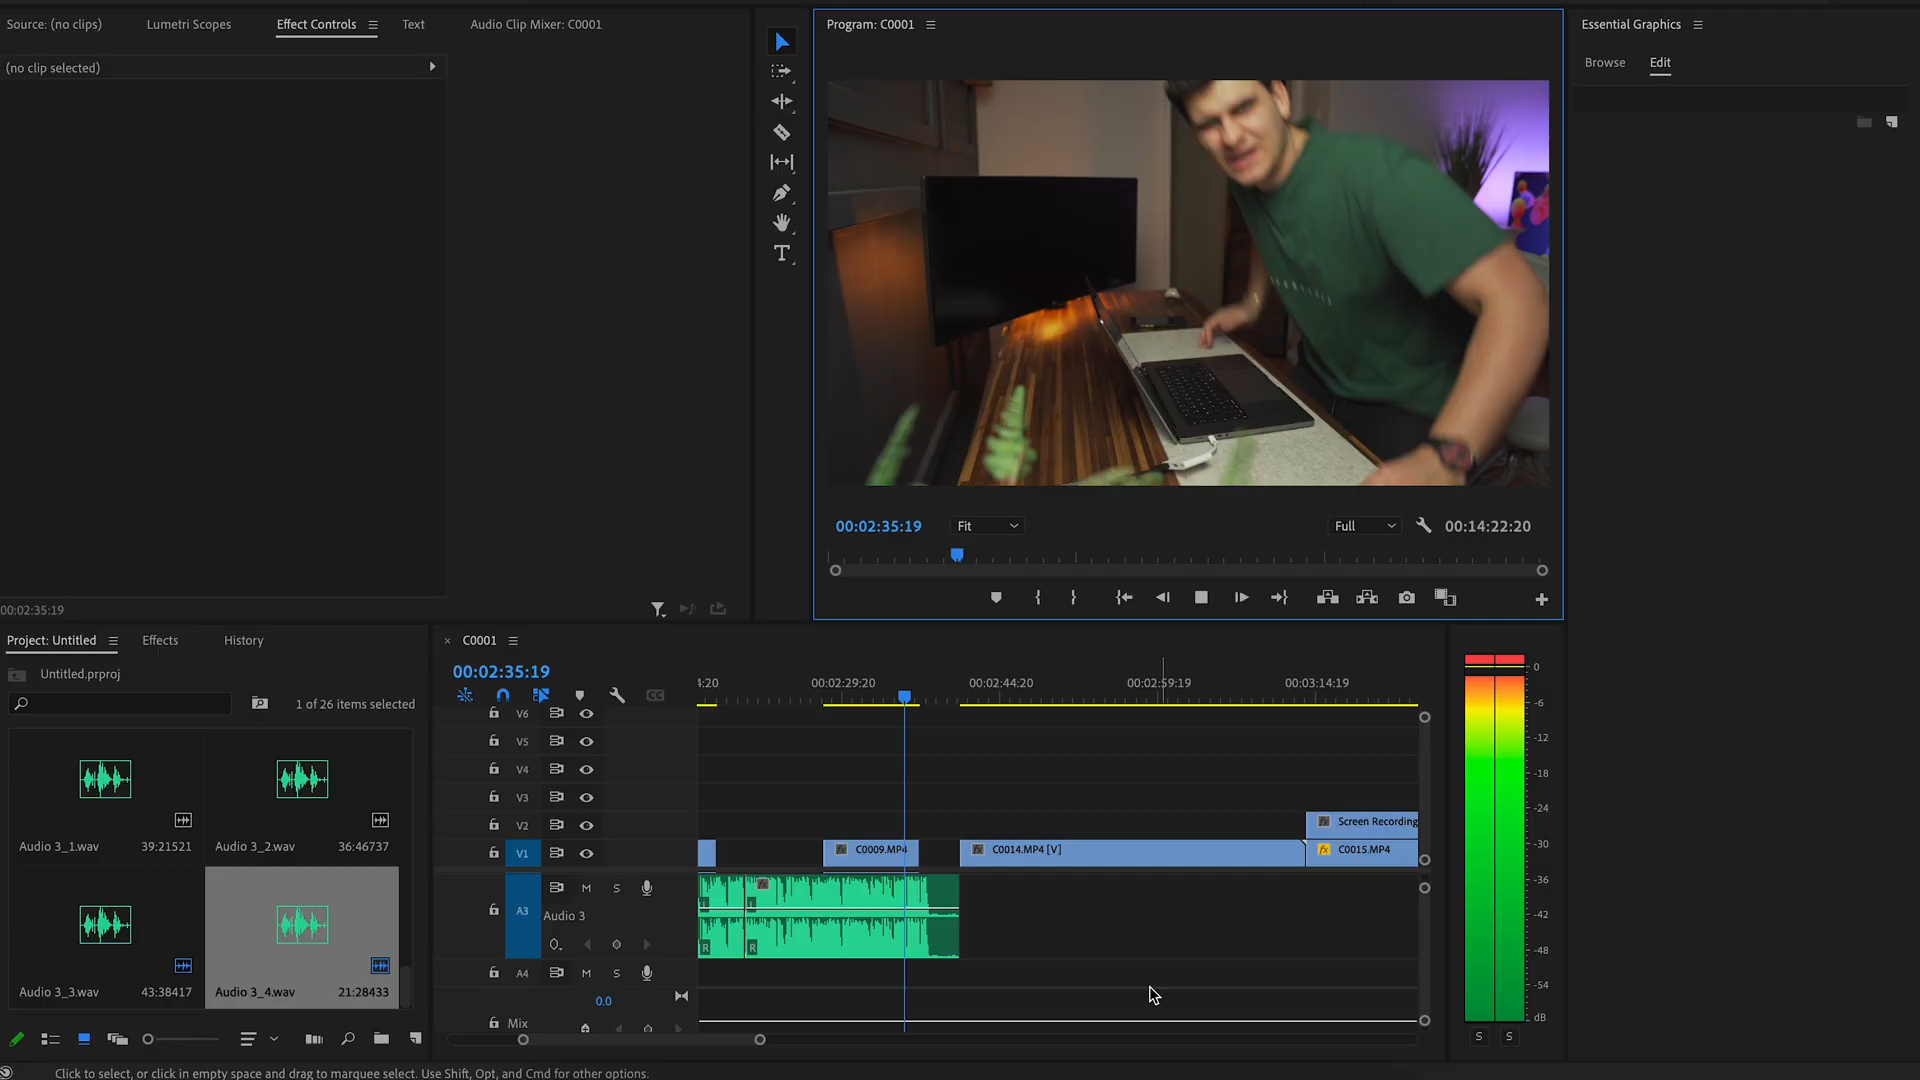 Source: (no clips)
Lumetri Scopes
Effect Controls
Text
Audio Clip Mixer: C0001
Program: C0001
Essential Graphics
Browse
Edit
(no clip selected)
00:02:35:19
Fit
Full
00:14:22:20
00:02:35:19
Project: Untitled
Effects
History
× C0001
Untitled.prproj
00:02:35:19
1 of 26 items selected
4:20
00:02:29:20
00:02:44:20
00:02:59:19
00:03:14:19
V6
V5
V4
V3
V2
fx Screen Recording
V1
fx C0009.MP4
fx C0014.MP4 [V]
fx C0015.MP4
Audio 3_1.wav
39:21521
Audio 3_2.wav
36:46737
Audio 3_3.wav
43:38417
Audio 3_4.wav
21:28433
A3
M
S
Audio 3
fx
L
L
R
R
A4
M
S
0.0
Mix
0
-6
-12
-18
-24
-30
-36
-42
-48
-54
dB
S
S
Click to select, or click in empty space and drag to marquee select. Use Shift, Opt, and Cmd for other options.